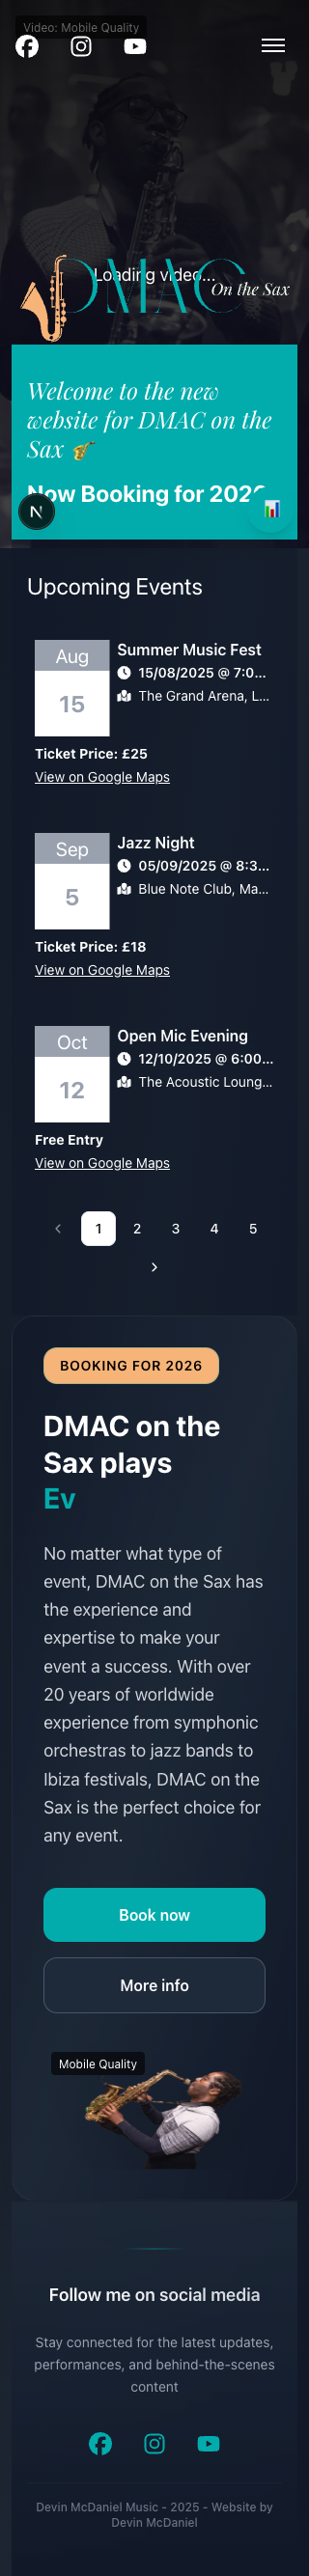 Video: Mobile Quality
Loading video...
DMAC
On the Sax
Welcome to the new
website for DMAC on the
Sax 🎷
Now Booking for 2026
N
Upcoming Events
Aug
15
Summer Music Fest
15/08/2025 @ 7:0...
The Grand Arena, L...
Ticket Price: £25
View on Google Maps
Sep
5
Jazz Night
05/09/2025 @ 8:3...
Blue Note Club, Ma...
Ticket Price: £18
View on Google Maps
Oct
12
Open Mic Evening
12/10/2025 @ 6:00...
The Acoustic Loung...
Free Entry
View on Google Maps
‹ 1 2 3 4 5
›
BOOKING FOR 2026
DMAC on the
Sax plays
Ev
No matter what type of
event, DMAC on the Sax has
the experience and
expertise to make your
event a success. With over
20 years of worldwide
experience from symphonic
orchestras to jazz bands to
Ibiza festivals, DMAC on the
Sax is the perfect choice for
any event.
Book now
More info
Mobile Quality
Follow me on social media
Stay connected for the latest updates,
performances, and behind-the-scenes
content
Devin McDaniel Music - 2025 - Website by
Devin McDaniel